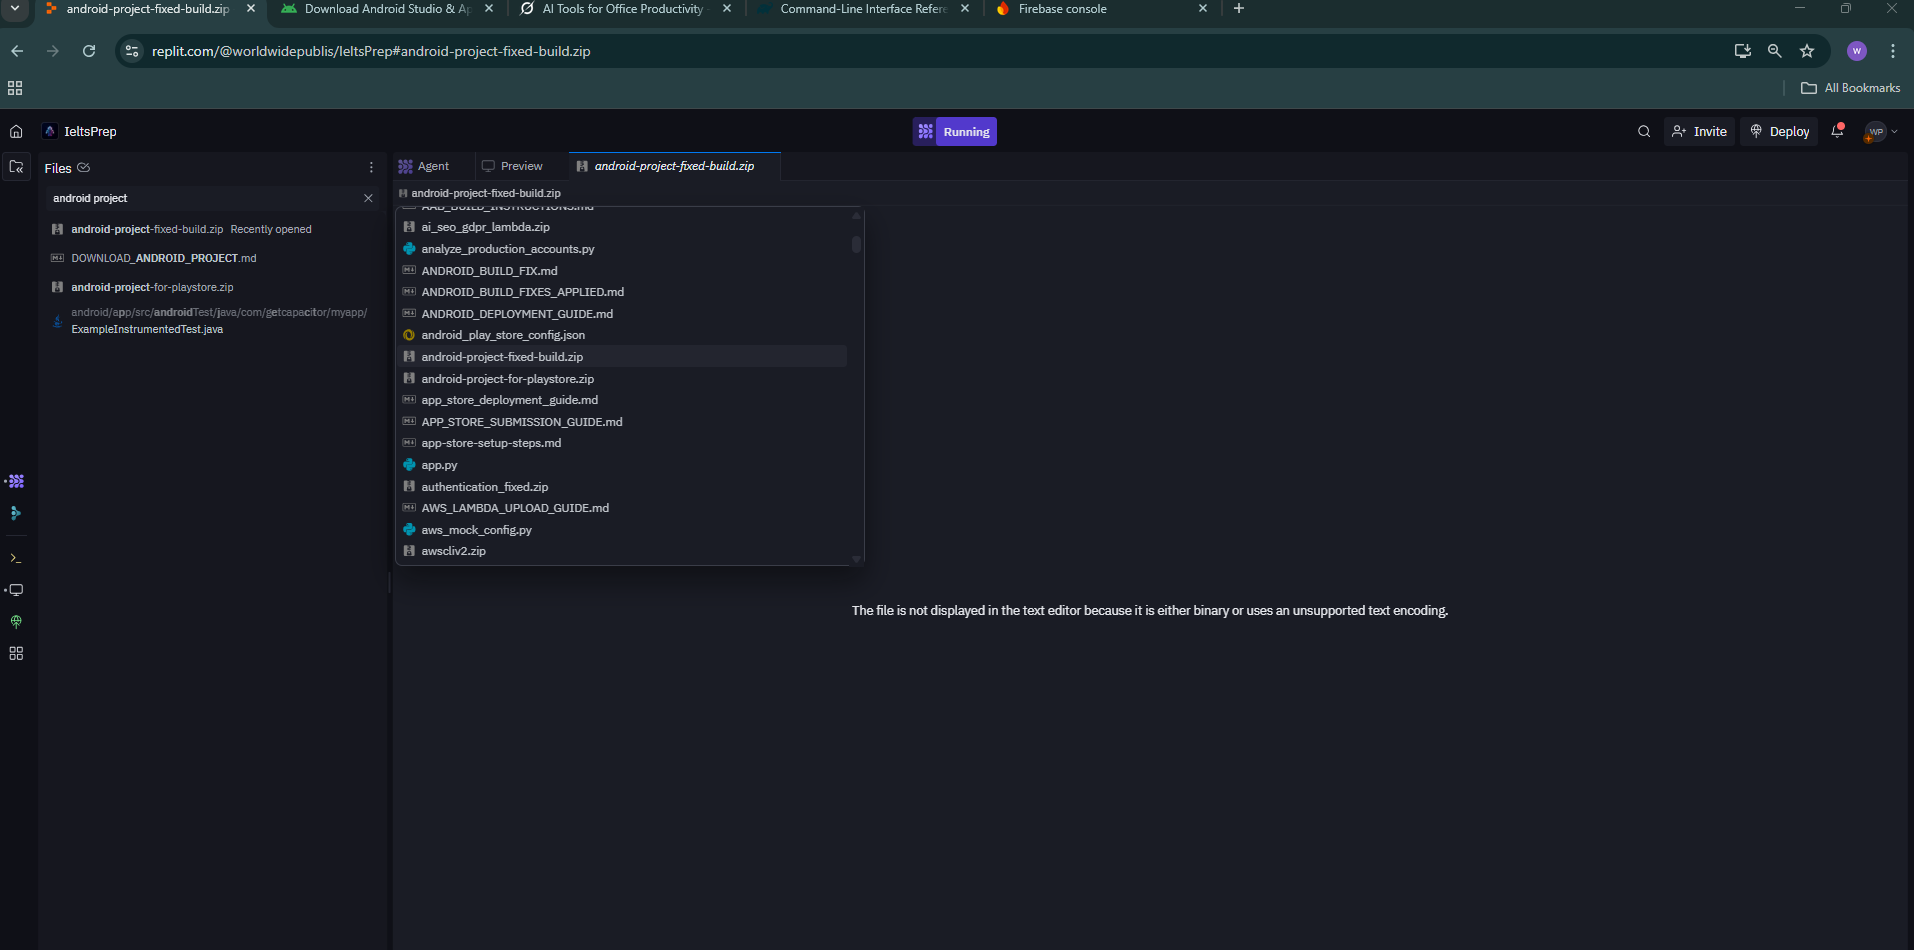 android-project-fixed-build.zip
Download Android Studio & Ap
AI Tools for Office Productivity
Command-Line Interface Refere
Firebase console
replit.com/@worldwidepublis/IeltsPrep#android-project-fixed-build.zip
W
All Bookmarks
IeltsPrep
Running
Invite
Deploy
WP
Files
Agent
Preview
android-project-fixed-build.zip
android project
android-project-fixed-build.zip
android-project-fixed-build.zip Recently opened
DOWNLOAD_ANDROID_PROJECT.md
android-project-for-playstore.zip
android/app/src/androidTest/java/com/getcapacitor/myapp/
ExampleInstrumentedTest.java
AAB_BUILD_INSTRUCTIONS.md
ai_seo_gdpr_lambda.zip
analyze_production_accounts.py
ANDROID_BUILD_FIX.md
ANDROID_BUILD_FIXES_APPLIED.md
ANDROID_DEPLOYMENT_GUIDE.md
android_play_store_config.json
android-project-fixed-build.zip
android-project-for-playstore.zip
app_store_deployment_guide.md
APP_STORE_SUBMISSION_GUIDE.md
app-store-setup-steps.md
app.py
authentication_fixed.zip
AWS_LAMBDA_UPLOAD_GUIDE.md
aws_mock_config.py
awscliv2.zip
The file is not displayed in the text editor because it is either binary or uses an unsupported text encoding.